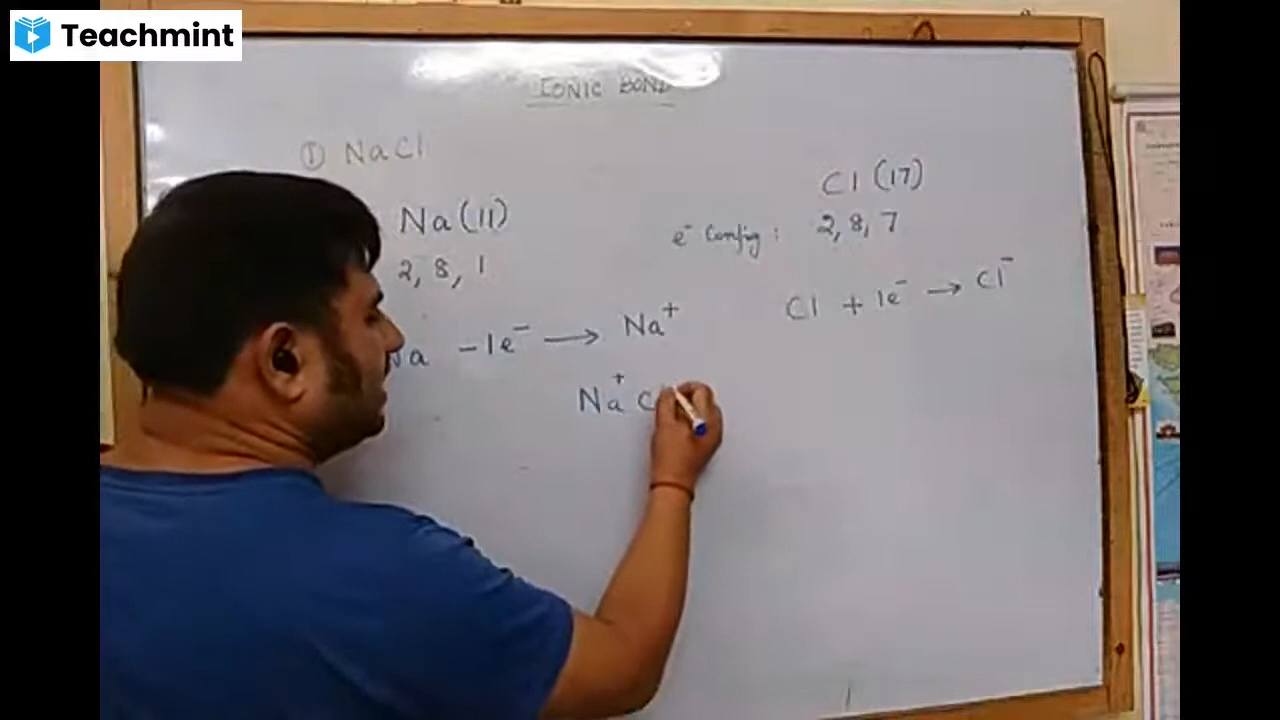 Teachmint
IONIC BOND
① NaCl
Na (11)
2, 8, 1
Na - 1e⁻ → Na⁺
Cl (17)
e⁻ Config : 2, 8, 7
Cl + 1e⁻ → Cl⁻
Na⁺ C